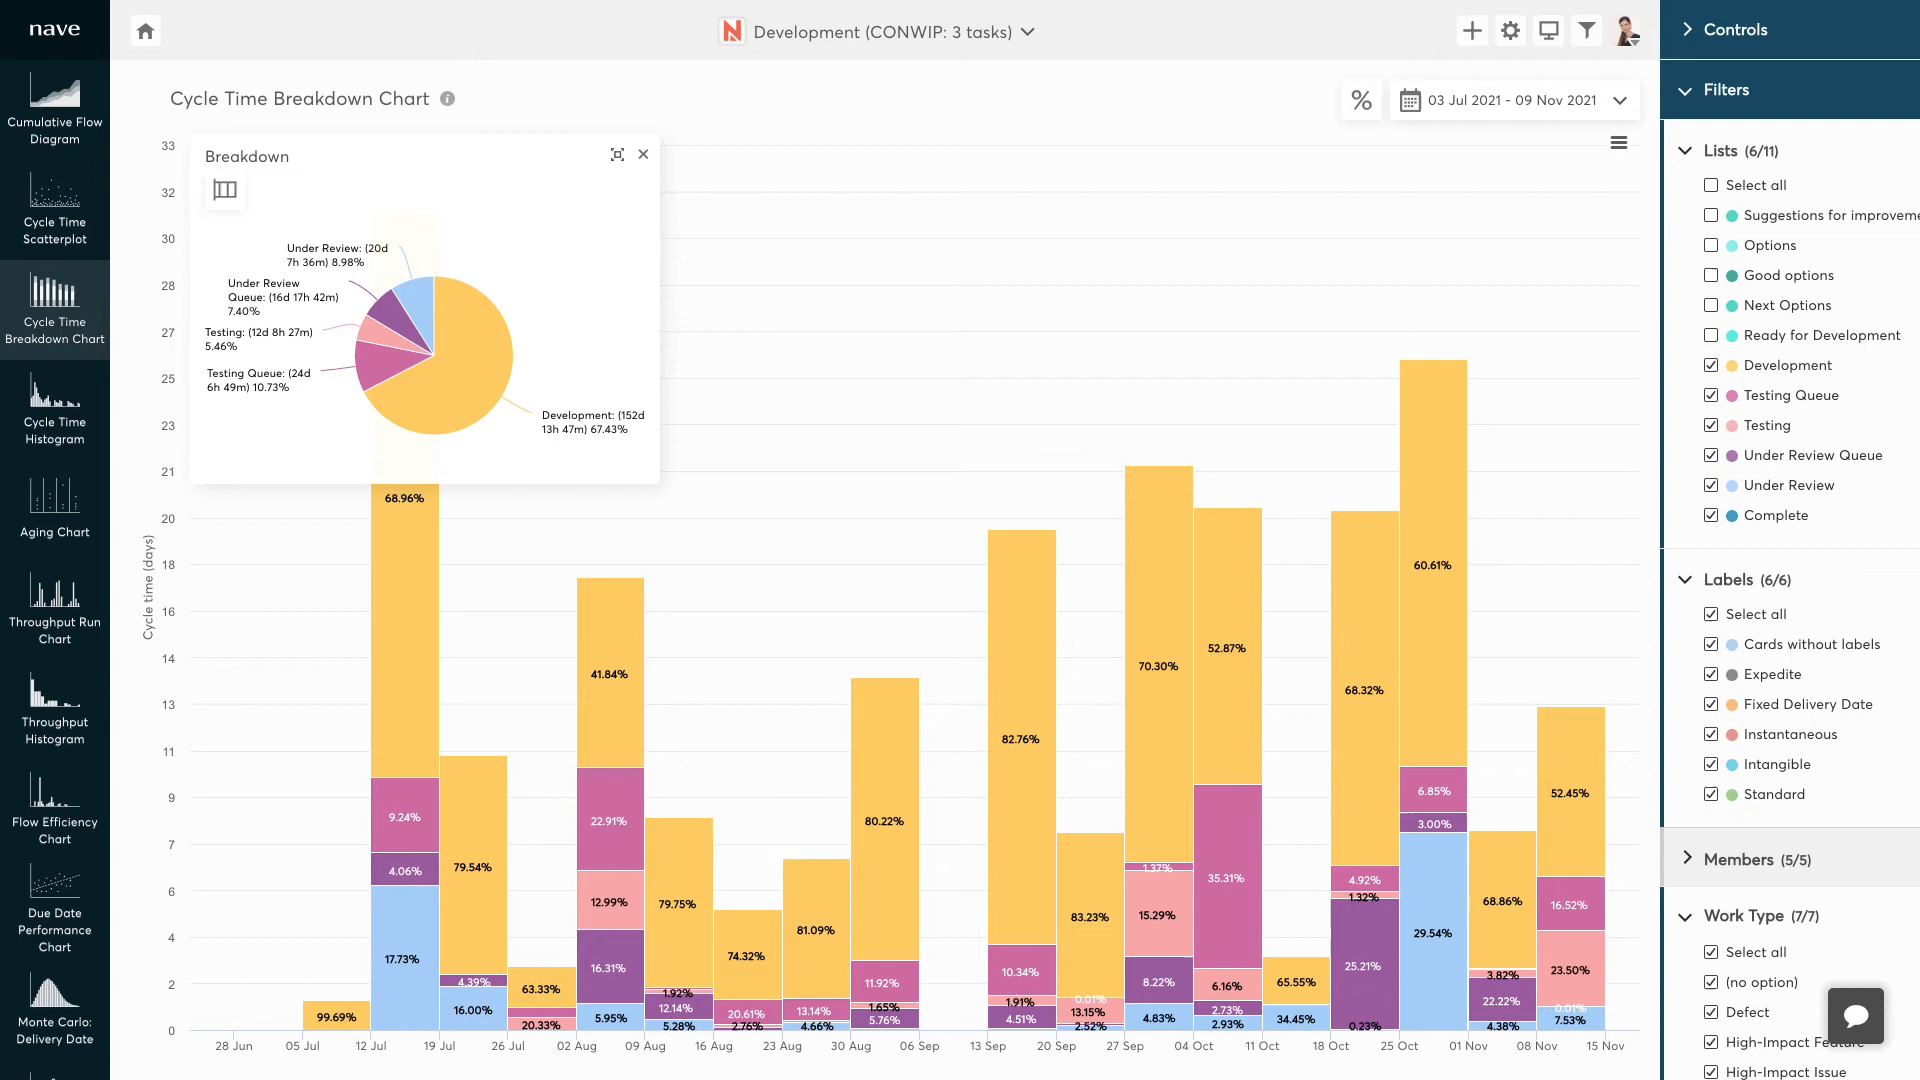 nave
Development (CONWIP: 3 tasks)
Controls
Filters
Cumulative Flow
Diagram
Cycle Time
Scatterplot
Cycle Time
Breakdown Chart
Cycle Time
Histogram
Aging Chart
Throughput Run
Chart
Throughput
Histogram
Flow Efficiency
Chart
Due Date
Performance
Chart
Monte Carlo:
Delivery Date
Cycle Time Breakdown Chart
%
03 Jul 2021 - 09 Nov 2021
Breakdown
Under Review: (20d
7h 36m) 8.98%
Under Review
Queue: (16d 17h 42m)
7.40%
Testing: (12d 8h 27m)
5.46%
Testing Queue: (24d
6h 49m) 10.73%
Development: (152d
13h 47m) 67.43%
Cycle time (days)
33
32
30
28
27
25
23
21
20
18
16
14
13
11
9
7
6
4
2
0
99.69%
68.96%
9.24%
4.06%
17.73%
79.54%
4.39%
16.00%
63.33%
20.33%
41.84%
22.91%
12.99%
16.31%
5.95%
79.75%
1.92%
12.14%
5.28%
74.32%
20.61%
2.76%
81.09%
13.14%
4.66%
80.22%
11.92%
1.65%
5.76%
82.76%
10.34%
1.91%
4.51%
83.23%
0.01%
13.15%
2.52%
70.30%
1.37%
15.29%
8.22%
4.83%
52.87%
35.31%
6.16%
2.73%
2.93%
65.55%
34.45%
68.32%
4.92%
1.32%
25.21%
0.23%
60.61%
6.85%
3.00%
29.54%
68.86%
3.82%
22.22%
4.38%
52.45%
16.52%
23.50%
0.01%
7.53%
28 Jun
05 Jul
12 Jul
19 Jul
26 Jul
02 Aug
09 Aug
16 Aug
23 Aug
30 Aug
06 Sep
13 Sep
20 Sep
27 Sep
04 Oct
11 Oct
18 Oct
25 Oct
01 Nov
08 Nov
15 Nov
Lists (6/11)
Select all
Suggestions for improveme
Options
Good options
Next Options
Ready for Development
Development
Testing Queue
Testing
Under Review Queue
Under Review
Complete
Labels (6/6)
Select all
Cards without labels
Expedite
Fixed Delivery Date
Instantaneous
Intangible
Standard
Members (5/5)
Work Type (7/7)
Select all
(no option)
Defect
High-Impact Feature
High-Impact Issue